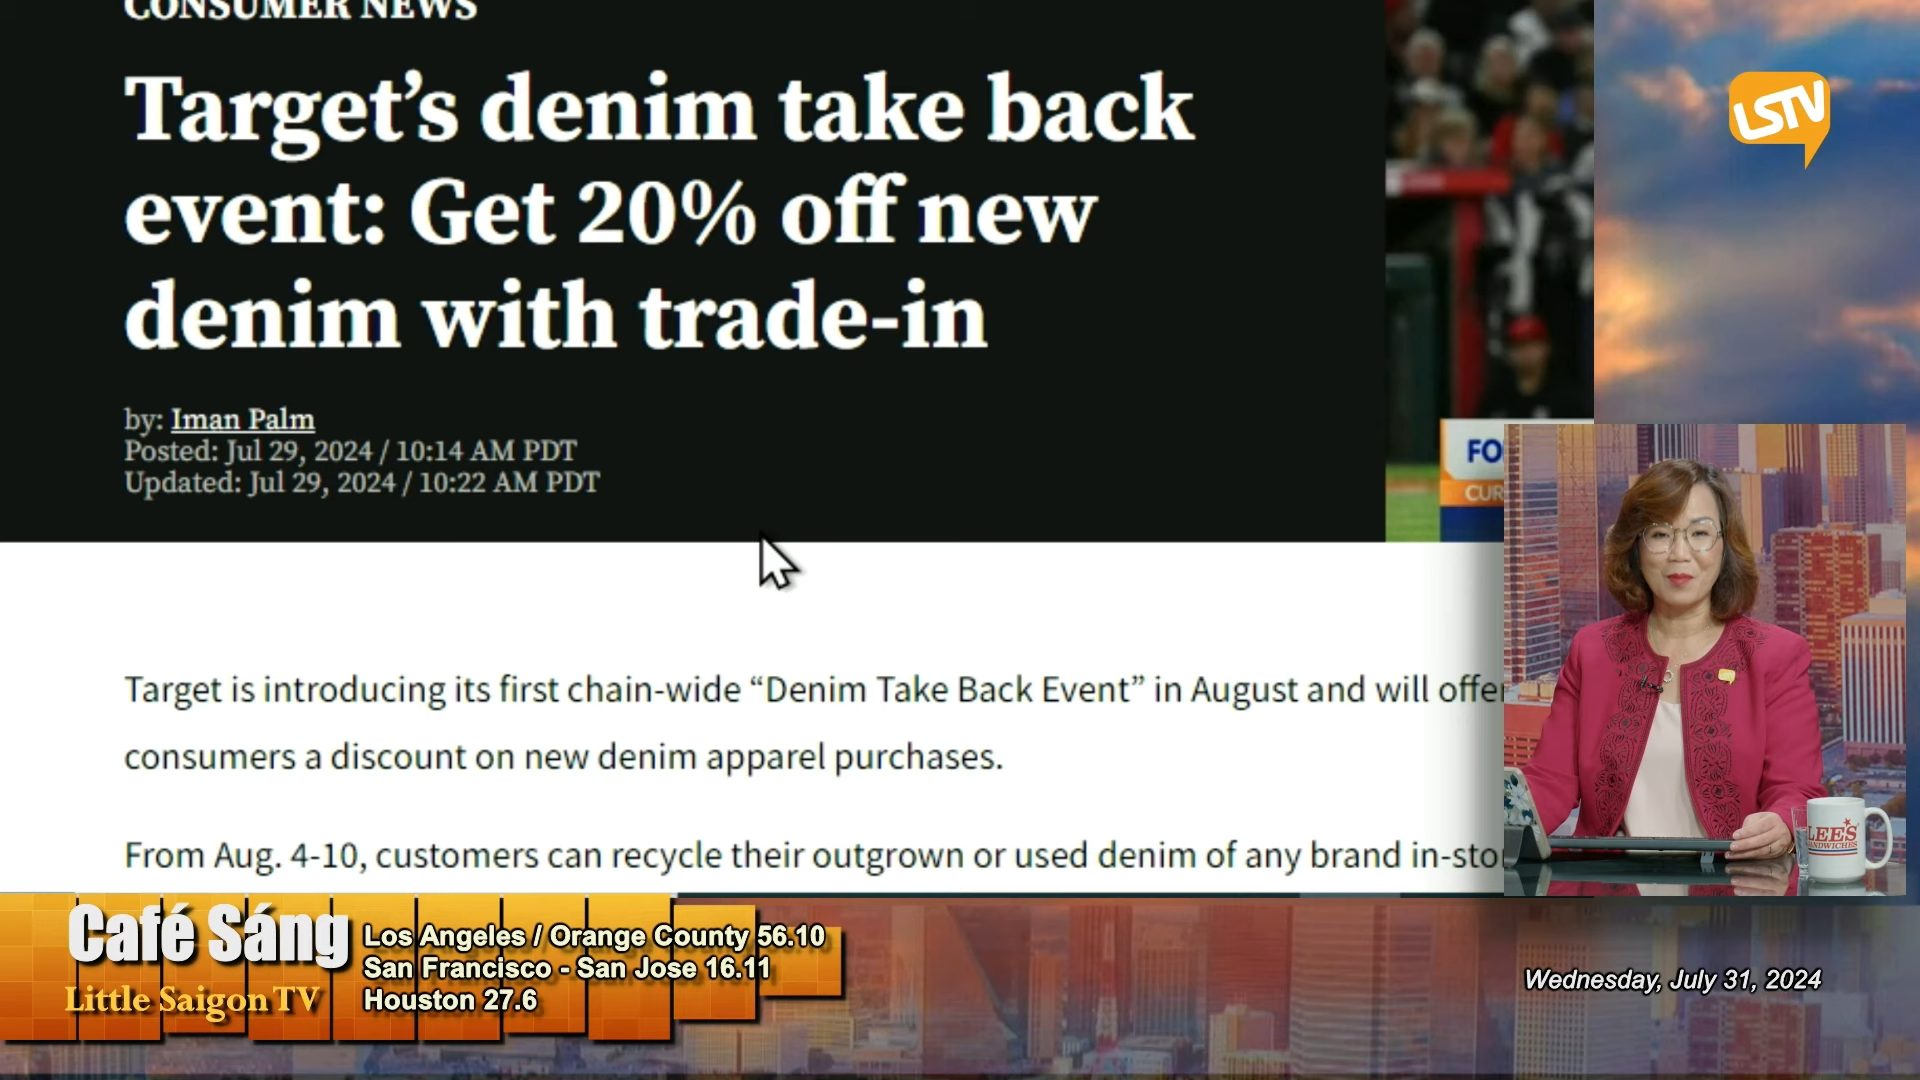 CONSUMER NEWS
Target's denim take back
event: Get 20% off new
denim with trade-in
by: Iman Palm
Posted: Jul 29, 2024 / 10:14 AM PDT
Updated: Jul 29, 2024 / 10:22 AM PDT
LSTV
FO
CUR
Target is introducing its first chain-wide “Denim Take Back Event” in August and will offer
consumers a discount on new denim apparel purchases.
From Aug. 4-10, customers can recycle their outgrown or used denim of any brand in-sto
LEE'S
SANDWICHES
Café Sáng
Little Saigon TV
Los Angeles / Orange County 56.10
San Francisco - San Jose 16.11
Houston 27.6
Wednesday, July 31, 2024